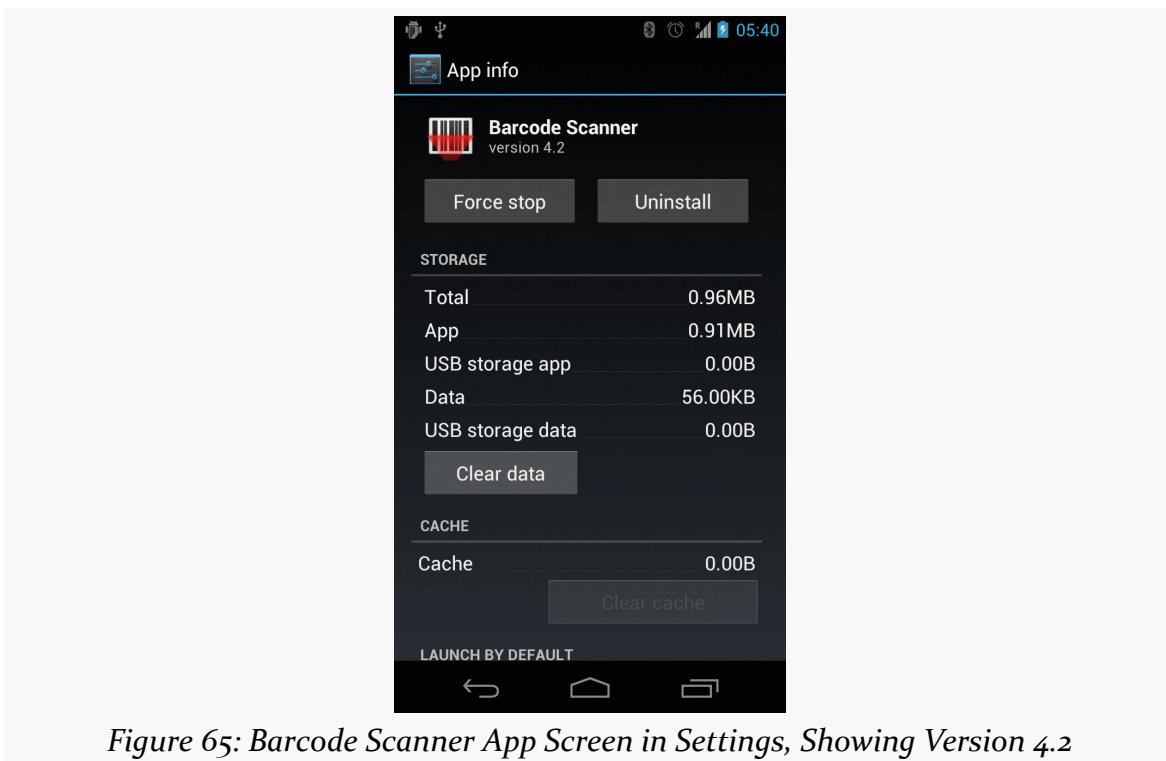 R
05:40
App info
Barcode Scanner
version 4.2
Force stop Uninstall
STORAGE
Total 0.96MB
App 0.91MB
USB storage app 0.00B
Data 56.00KB
USB storage data 0.00B
Clear data
CACHE
Cache 0.00B
Clear cache
LAUNCH BY DEFAULT
Figure 65: Barcode Scanner App Screen in Settings, Showing Version 4.2